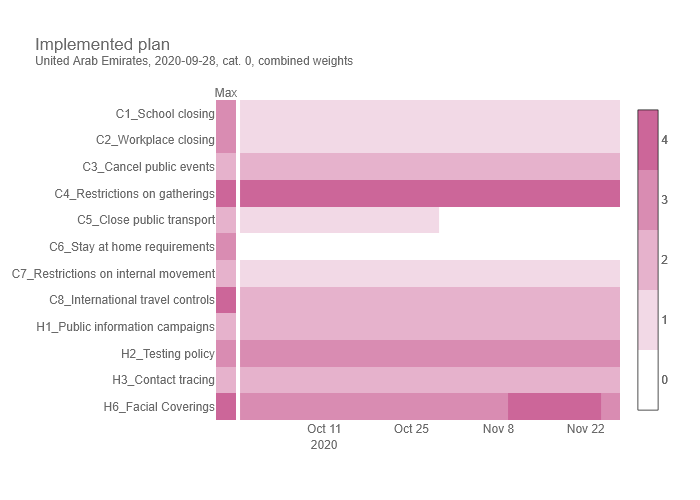 Implemented plan
United Arab Emirates, 2020-09-28, cat. 0, combined weights
Max
C1_School closing
C2_Workplace closing
C3_Cancel public events
C4_Restrictions on gatherings
C5_Close public transport
C6_Stay at home requirements
C7_Restrictions on internal movement
C8_International travel controls
H1_Public information campaigns
H2_Testing policy
H3_Contact tracing
H6_Facial Coverings
4
3
2
1
0
Oct 11 Oct 25 Nov 8 Nov 22
2020